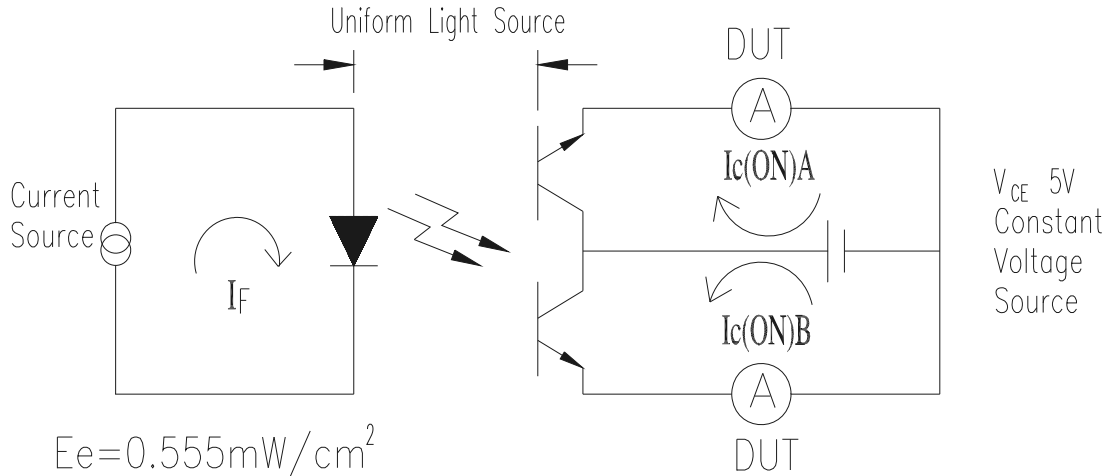 Uniform Light Source
DUT
A
Ic(ON)A
Current
Source
IF
VCE 5V
Constant
Voltage
Source
Ic(ON)B
A
DUT
Ee=0.555mW/cm²